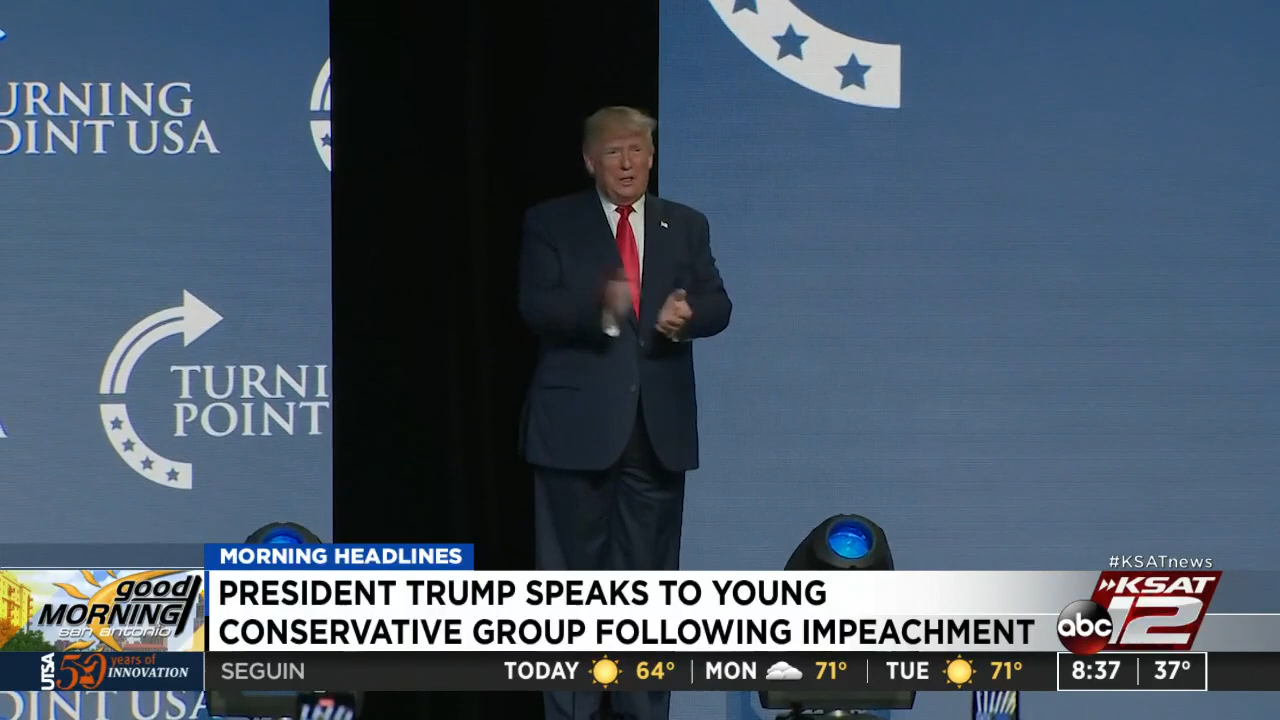 URNING
OINT USA
TURNI
POINT
MORNING HEADLINES
#KSATnews
good
MORNING!
san antonio
PRESIDENT TRUMP SPEAKS TO YOUNG
CONSERVATIVE GROUP FOLLOWING IMPEACHMENT
abc
KSAT
12
UTSA 50 years of
INNOVATION
SEGUIN
TODAY 64° MON 71° TUE 71°
8:37 37°
OINT USA